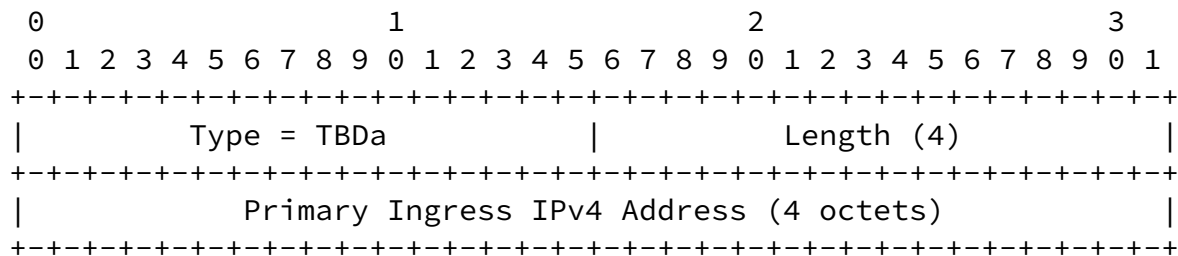 0                   1                   2                   3
 0 1 2 3 4 5 6 7 8 9 0 1 2 3 4 5 6 7 8 9 0 1 2 3 4 5 6 7 8 9 0 1
+-+-+-+-+-+-+-+-+-+-+-+-+-+-+-+-+-+-+-+-+-+-+-+-+-+-+-+-+-+-+-+-+
|         Type = TBDa           |          Length (4)           |
+-+-+-+-+-+-+-+-+-+-+-+-+-+-+-+-+-+-+-+-+-+-+-+-+-+-+-+-+-+-+-+-+
|            Primary Ingress IPv4 Address (4 octets)            |
+-+-+-+-+-+-+-+-+-+-+-+-+-+-+-+-+-+-+-+-+-+-+-+-+-+-+-+-+-+-+-+-+